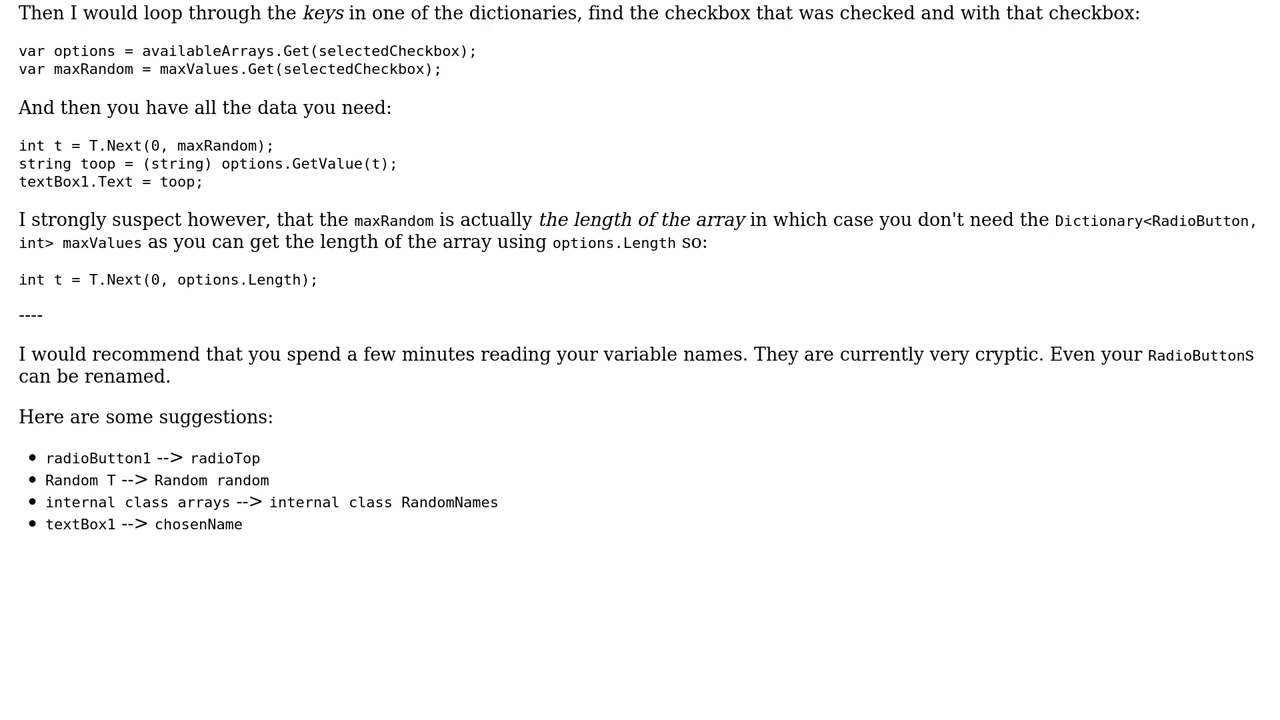 Then I would loop through the keys in one of the dictionaries, find the checkbox that was checked and with that checkbox:
var options = availableArrays.Get(selectedCheckbox);
var maxRandom = maxValues.Get(selectedCheckbox);
And then you have all the data you need:
int t = T.Next(0, maxRandom);
string toop = (string) options.GetValue(t);
textBox1.Text = toop;
I strongly suspect however, that the maxRandom is actually the length of the array in which case you don't need the Dictionary<RadioButton,
int> maxValues as you can get the length of the array using options.Length so:
int t = T.Next(0, options.Length);
----
I would recommend that you spend a few minutes reading your variable names. They are currently very cryptic. Even your RadioButtons
can be renamed.
Here are some suggestions:
• radioButton1 --> radioTop
• Random T --> Random random
• internal class arrays --> internal class RandomNames
• textBox1 --> chosenName